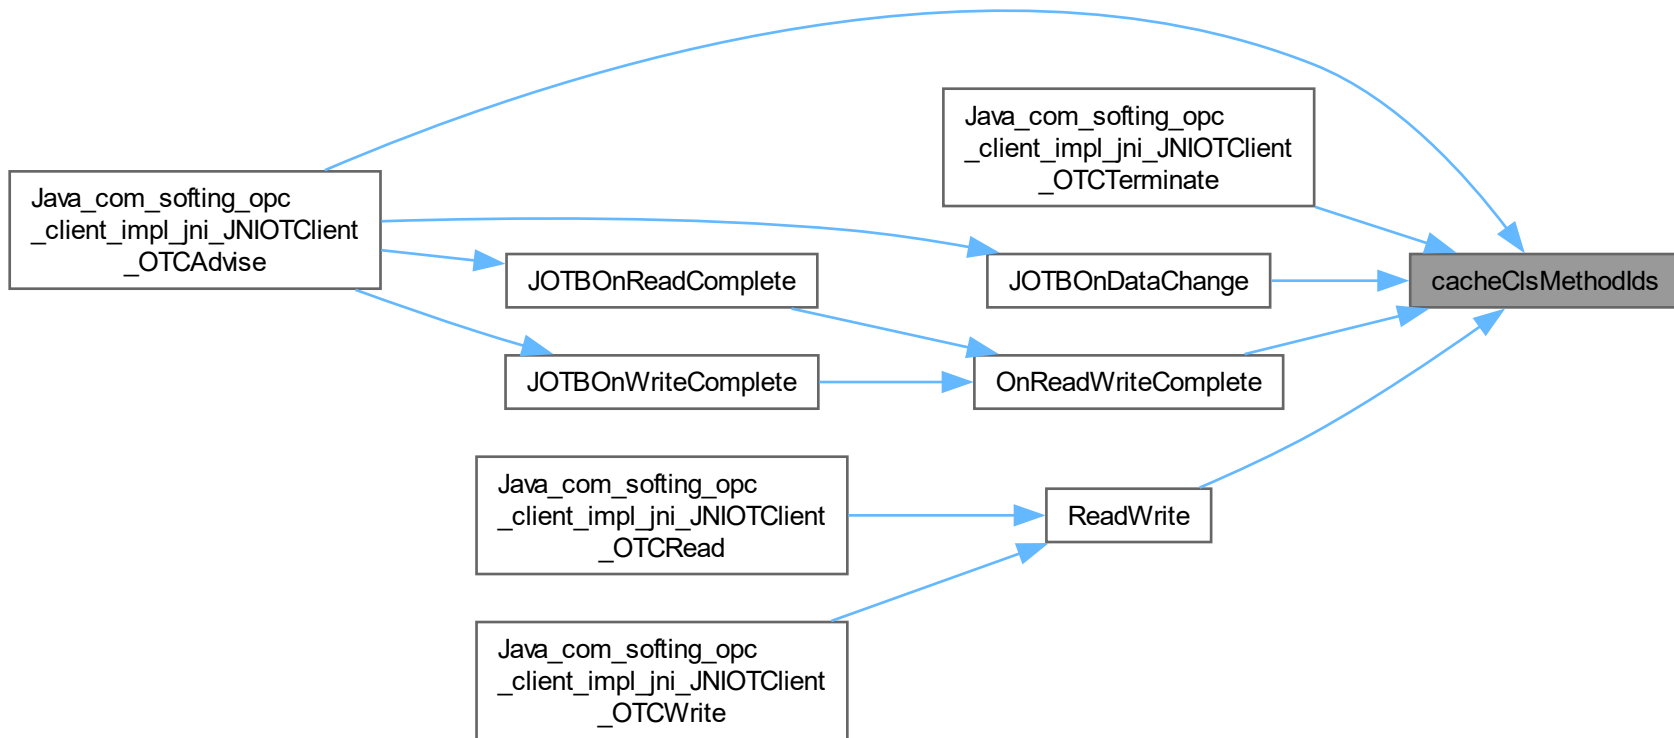 Java_com_softing_opc
_client_impl_jni_JNIOTClient
_OTCAdvise
JOTBOnReadComplete
JOTBOnWriteComplete
Java_com_softing_opc
_client_impl_jni_JNIOTClient
_OTCRead
Java_com_softing_opc
_client_impl_jni_JNIOTClient
_OTCWrite
Java_com_softing_opc
_client_impl_jni_JNIOTClient
_OTCTerminate
JOTBOnDataChange
OnReadWriteComplete
ReadWrite
cacheClsMethodIds